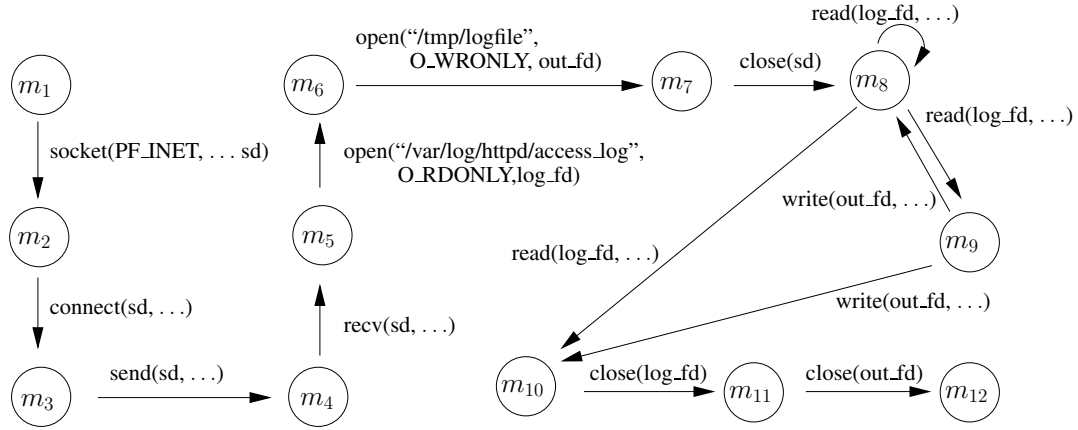 m1
socket(PF_INET, . . . sd)
m2
connect(sd, . . .)
m3
send(sd, . . .)
m4
recv(sd, . . .)
m5
open(“/var/log/httpd/access_log”,
O_RDONLY,log_fd)
m6
open(“/tmp/logfile”,
O_WRONLY, out_fd)
m7
close(sd)
m8
read(log_fd, . . .)
read(log_fd, . . .)
write(out_fd, . . .)
m9
read(log_fd, . . .)
write(out_fd, . . .)
m10
close(log_fd)
m11
close(out_fd)
m12